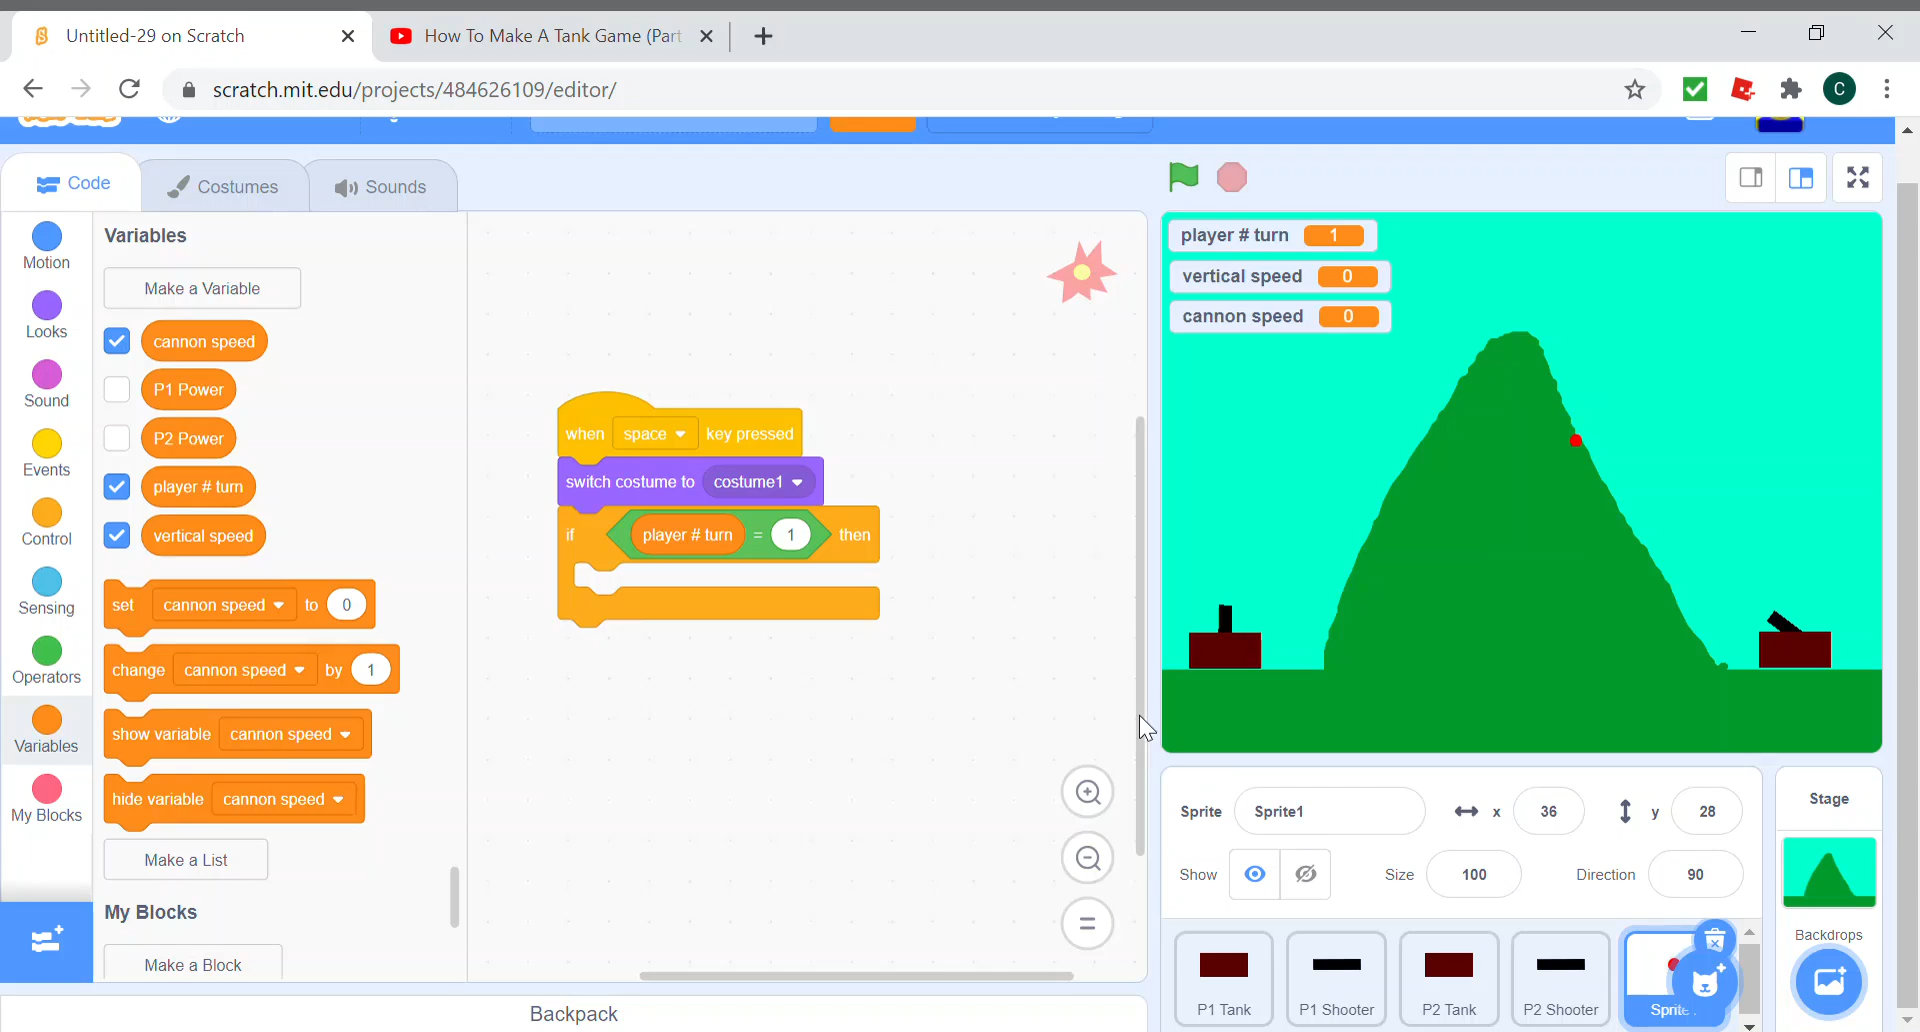 Untitled-29 on Scratch
How To Make A Tank Game (Part
scratch.mit.edu/projects/484626109/editor/
C
Code
Costumes
Sounds
Motion
Looks
Sound
Events
Control
Sensing
Operators
Variables
My Blocks
Variables
Make a Variable
cannon speed
P1 Power
P2 Power
player # turn
vertical speed
set cannon speed to 0
change cannon speed by 1
show variable cannon speed
hide variable cannon speed
Make a List
My Blocks
Make a Block
when space key pressed
switch costume to costume1
if player # turn = 1 then
Backpack
player # turn 1
vertical speed 0
cannon speed 0
Sprite Sprite1 x 36 y 28
Show Size 100 Direction 90
P1 Tank
P1 Shooter
P2 Tank
P2 Shooter
Stage
Backdrops